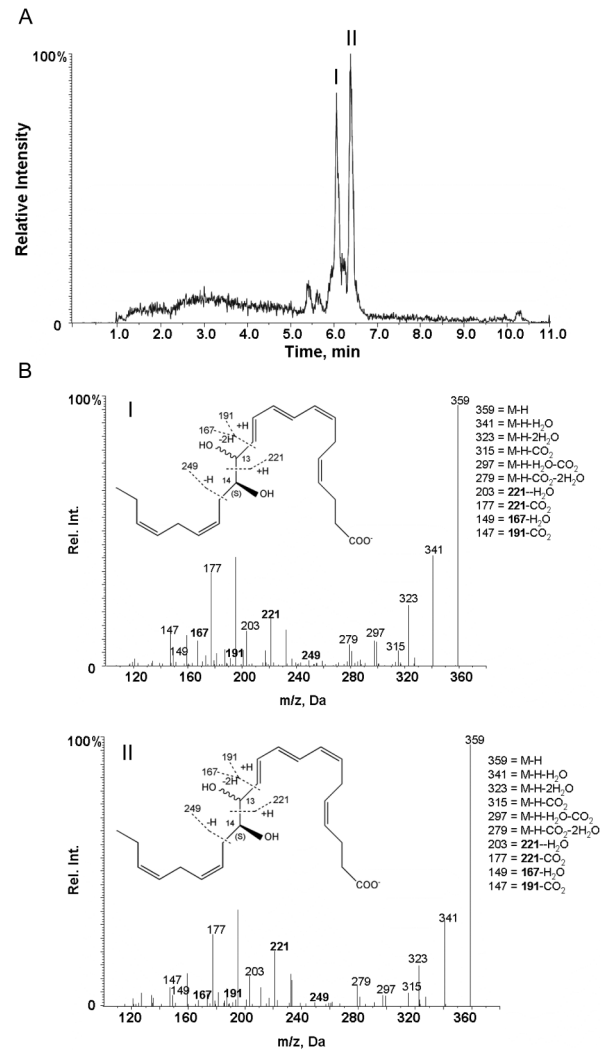 A
I
II
100%
Relative Intensity
0
1.0 2.0 3.0 4.0 5.0 6.0 7.0 8.0 9.0 10.0 11.0
Time, min
B
I
100%
Rel. Int.
0
191
167
-2H
+H
HO
13
221
+H
249
-H
14
(S)
OH
COO-
359
359 = M-H
341 = M-H-H2O
323 = M-H-2H2O
315 = M-H-CO2
297 = M-H-H2O-CO2
279 = M-H-CO2-2H2O
203 = 221--H2O
177 = 221-CO2
149 = 167-H2O
147 = 191-CO2
341
323
315
297
279
249
221
203
191
177
167
149
147
120 160 200 240 280 320 360
m/z, Da
II
100%
Rel. Int.
0
191
167
-2H
+H
HO
13
221
+H
249
-H
14
(S)
OH
COO-
359
359 = M-H
341 = M-H-H2O
323 = M-H-2H2O
315 = M-H-CO2
297 = M-H-H2O-CO2
279 = M-H-CO2-2H2O
203 = 221--H2O
177 = 221-CO2
149 = 167-H2O
147 = 191-CO2
341
323
315
297
279
249
221
203
191
177
167
149
147
120 160 200 240 280 320 360
m/z, Da